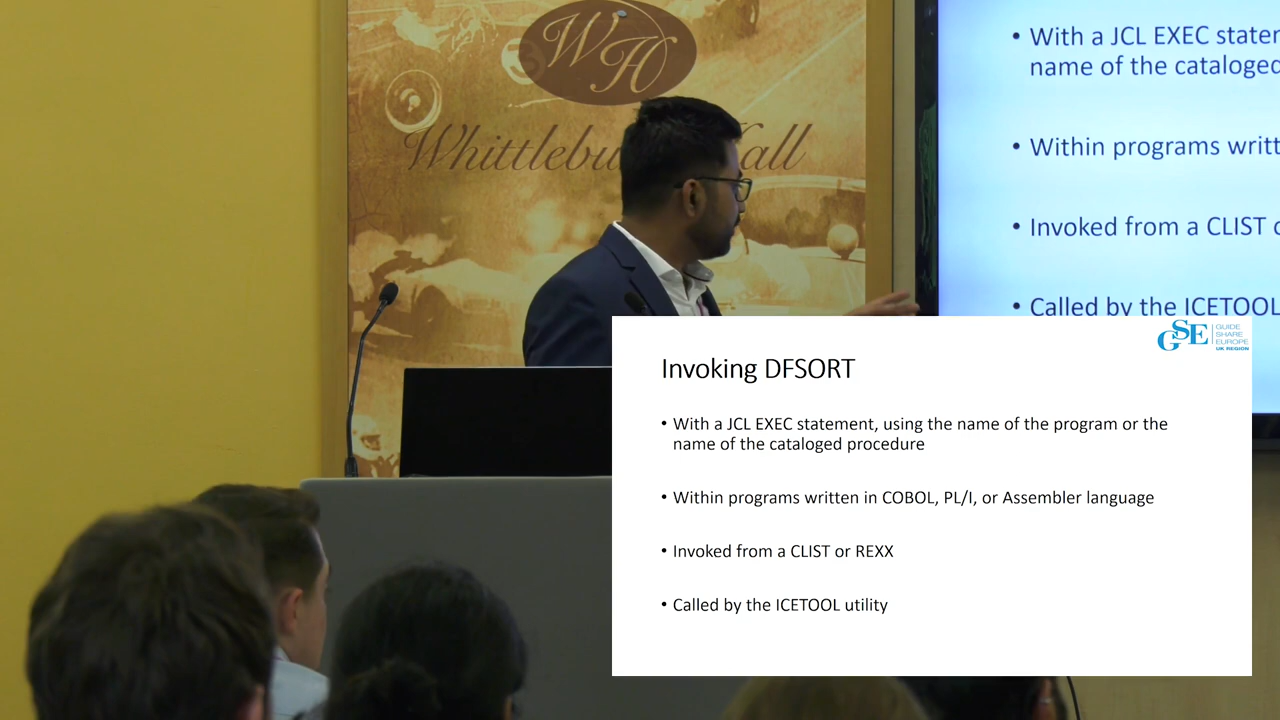 WH
Whittlebu all
• With a JCL EXEC
name of the cataloged
• Within programs
• Invoked from a CLIST
• Called by the ICETOOL
GSE GUIDE
SHARE
EUROPE
UK REGION
Invoking DFSORT
• With a JCL EXEC statement, using the name of the program or the
name of the cataloged procedure
• Within programs written in COBOL, PL/I, or Assembler language
• Invoked from a CLIST or REXX
• Called by the ICETOOL utility